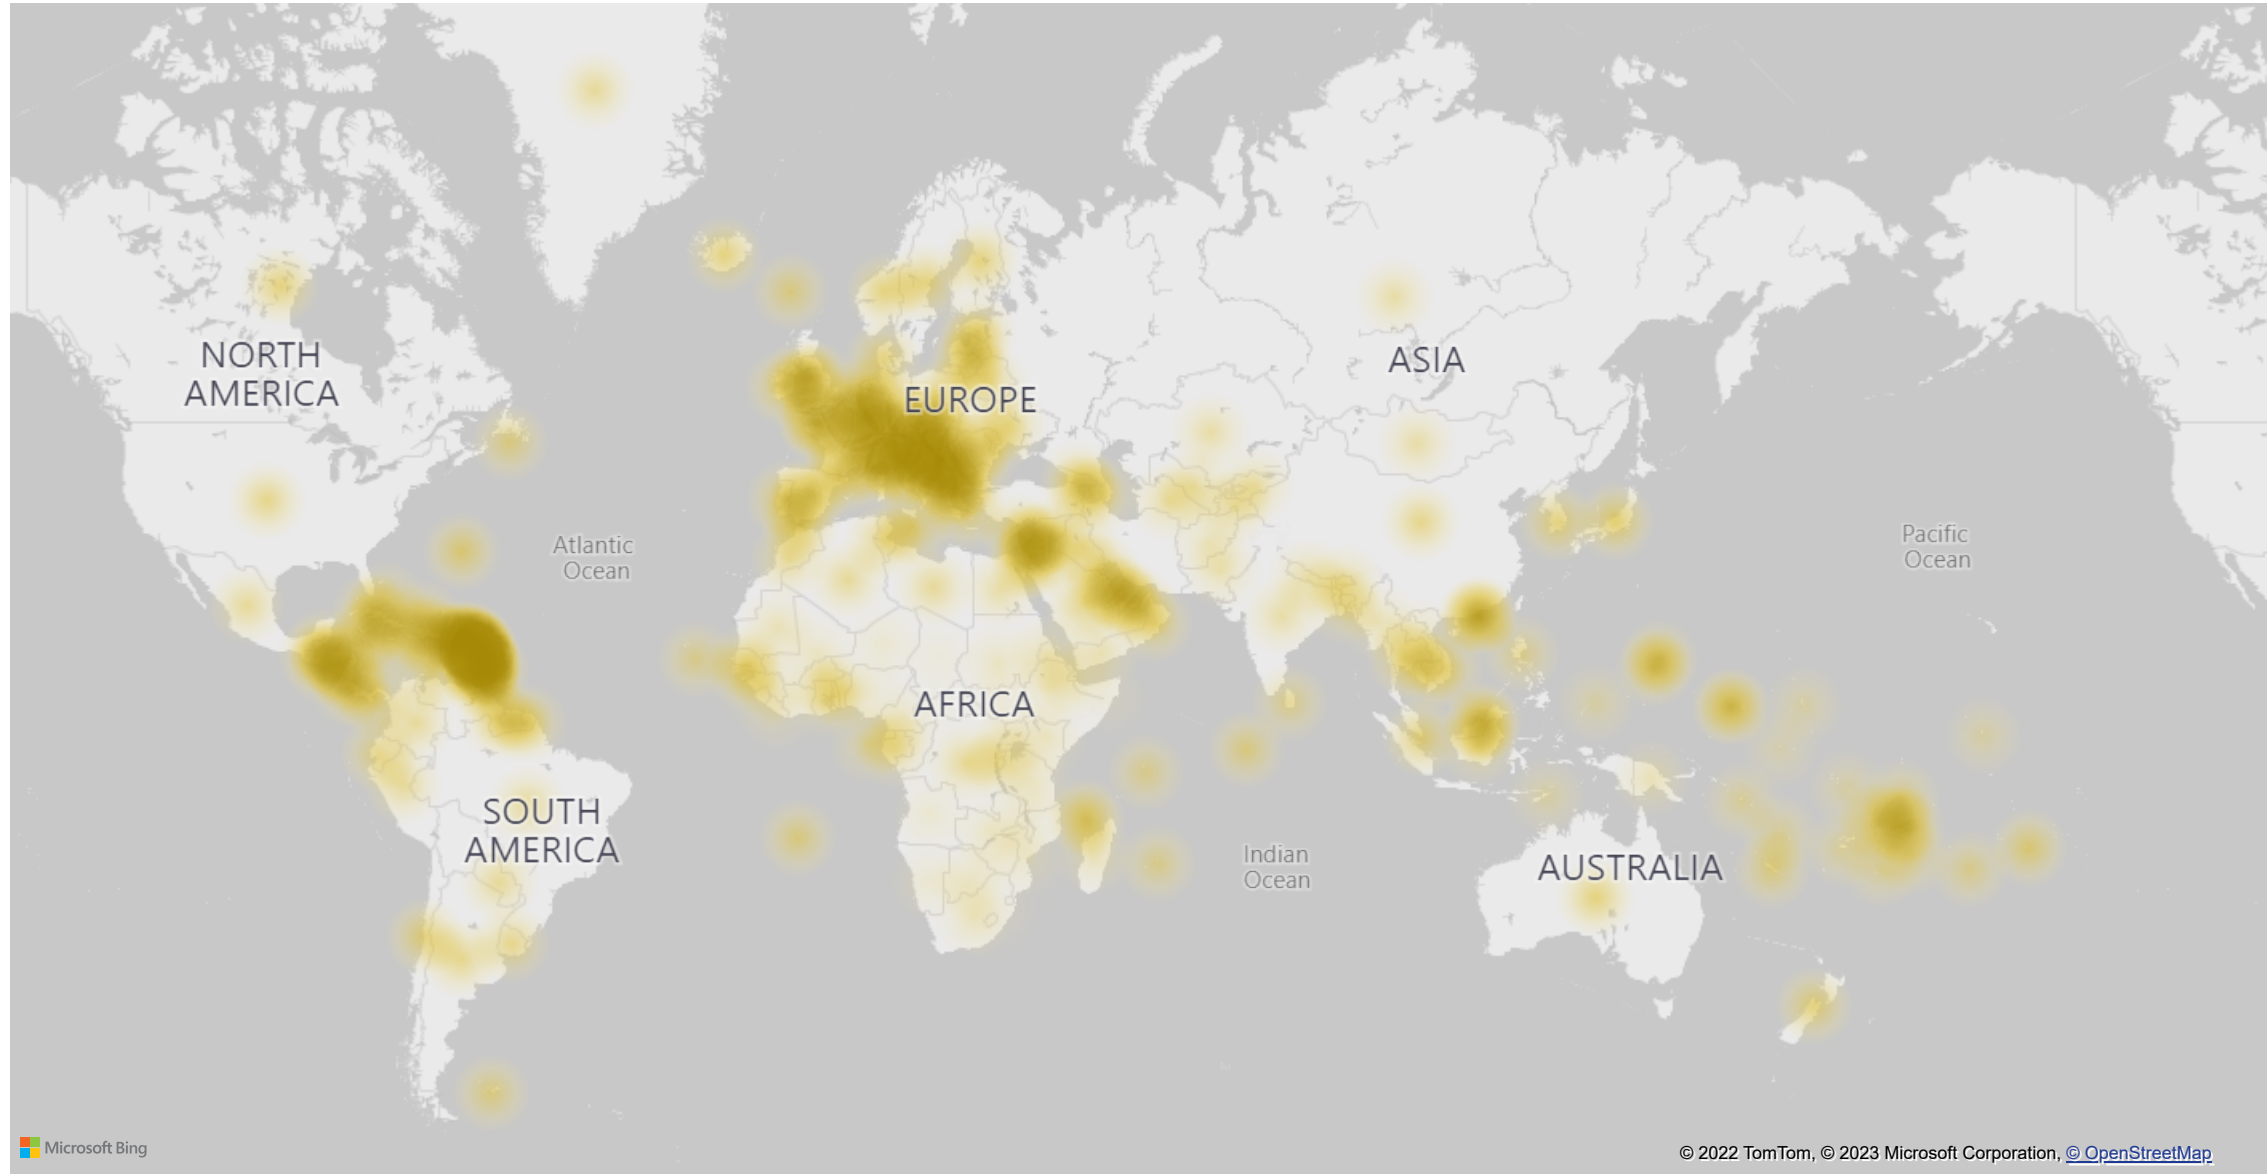 NORTH
AMERICA
EUROPE
ASIA
Atlantic
Ocean
Pacific
Ocean
AFRICA
SOUTH
AMERICA
Indian
Ocean
AUSTRALIA
Microsoft Bing
© 2022 TomTom, © 2023 Microsoft Corporation, © OpenStreetMap